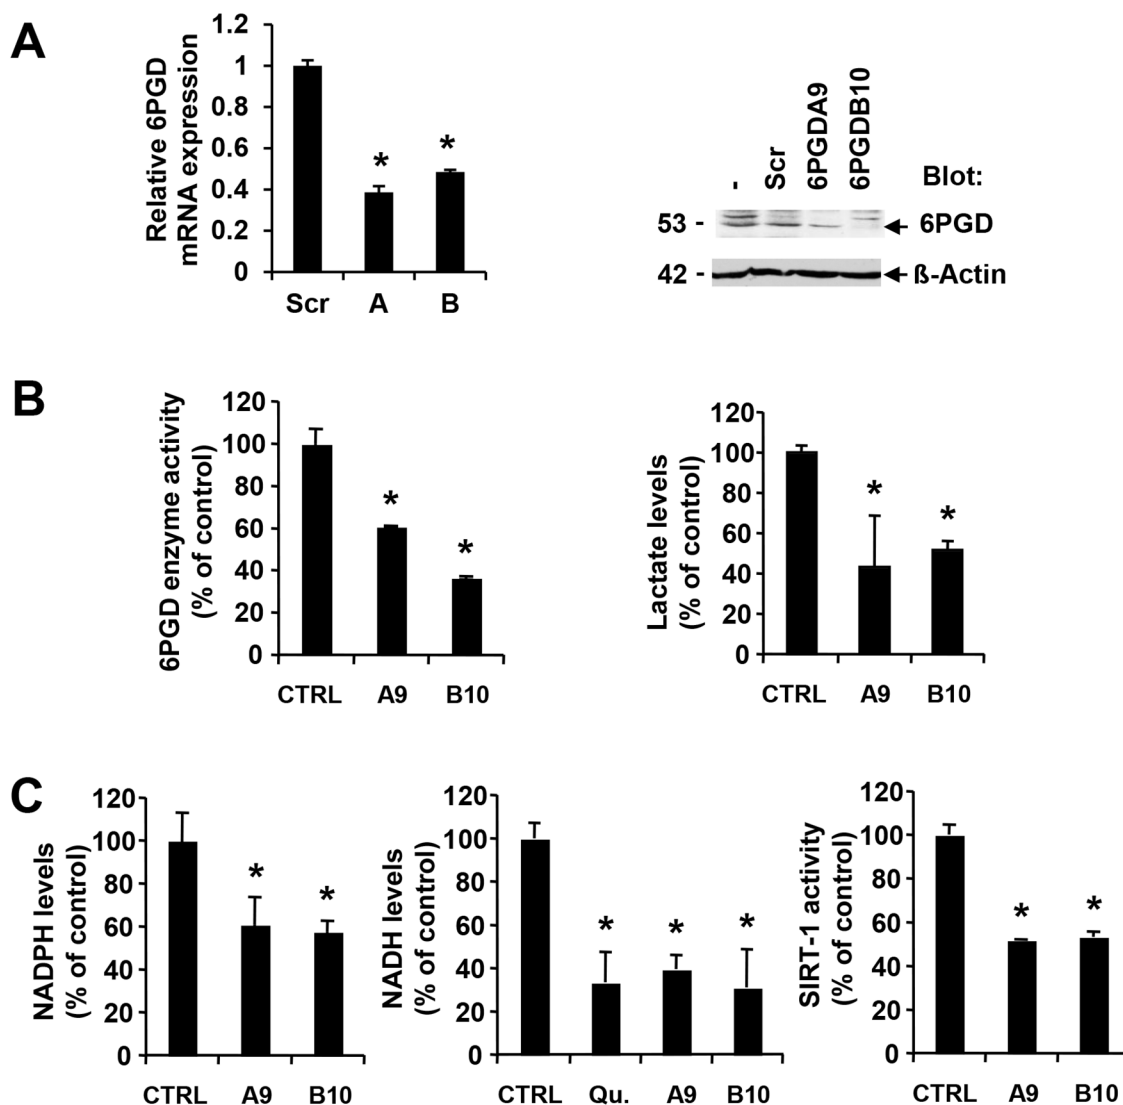 A
Relative 6PGD
mRNA expression
1.2
1
0.8
0.6
0.4
0.2
0
*
*
Scr A B
-
Scr
6PGDA9
6PGDB10
Blot:
53 - 6PGD
42 - ß-Actin
B
6PGD enzyme activity
(% of control)
120
100
80
60
40
20
0
*
*
CTRL A9 B10
Lactate levels
(% of control)
120
100
80
60
40
20
0
*
*
CTRL A9 B10
C
NADPH levels
(% of control)
120
100
80
60
40
20
0
*
*
CTRL A9 B10
NADH levels
(% of control)
120
100
80
60
40
20
0
*
*
*
CTRL Qu. A9 B10
SIRT-1 activity
(% of control)
120
100
80
60
40
20
0
*
*
CTRL A9 B10